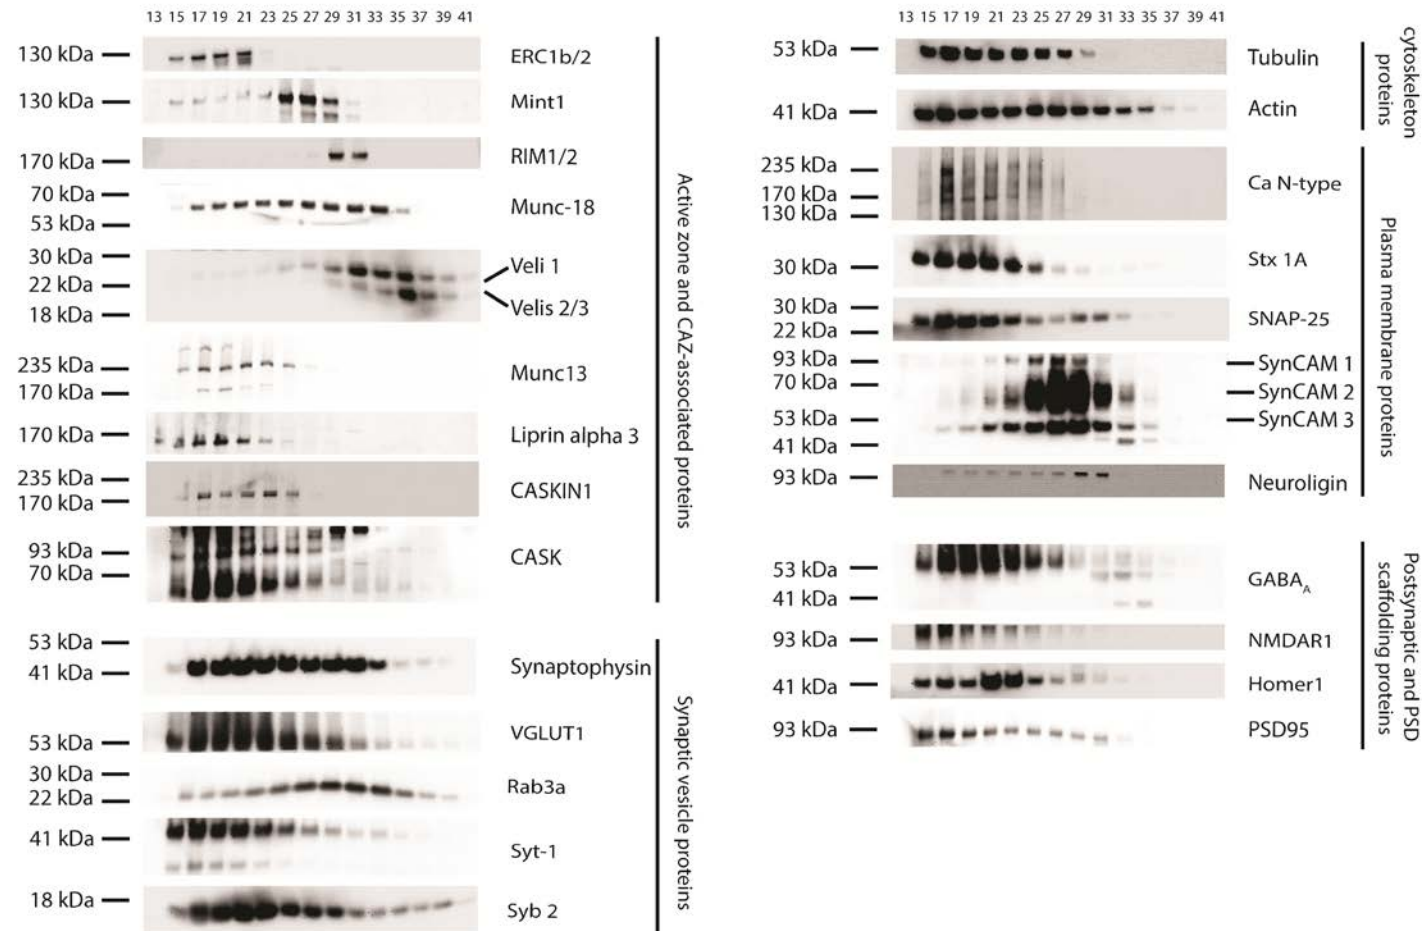 13 15 17 19 21 23 25 27 29 31 33 35 37 39 41
130 kDa
ERC1b/2
130 kDa
Mint1
170 kDa
RIM1/2
70 kDa
53 kDa
Munc-18
30 kDa
22 kDa
18 kDa
Veli 1
Velis 2/3
235 kDa
170 kDa
Munc13
170 kDa
Liprin alpha 3
235 kDa
170 kDa
CASKIN1
93 kDa
70 kDa
CASK
Active zone and CAZ-associated proteins
53 kDa
41 kDa
Synaptophysin
53 kDa
VGLUT1
30 kDa
22 kDa
Rab3a
41 kDa
Syt-1
18 kDa
Syb 2
Synaptic vesicle proteins
13 15 17 19 21 23 25 27 29 31 33 35 37 39 41
53 kDa
Tubulin
41 kDa
Actin
cytoskeleton
proteins
235 kDa
170 kDa
130 kDa
Ca N-type
30 kDa
Stx 1A
30 kDa
22 kDa
SNAP-25
93 kDa
70 kDa
53 kDa
41 kDa
SynCAM 1
SynCAM 2
SynCAM 3
93 kDa
Neuroligin
Plasma membrane proteins
53 kDa
41 kDa
GABAA
93 kDa
NMDAR1
41 kDa
Homer1
93 kDa
PSD95
Postsynaptic and PSD
scaffolding proteins